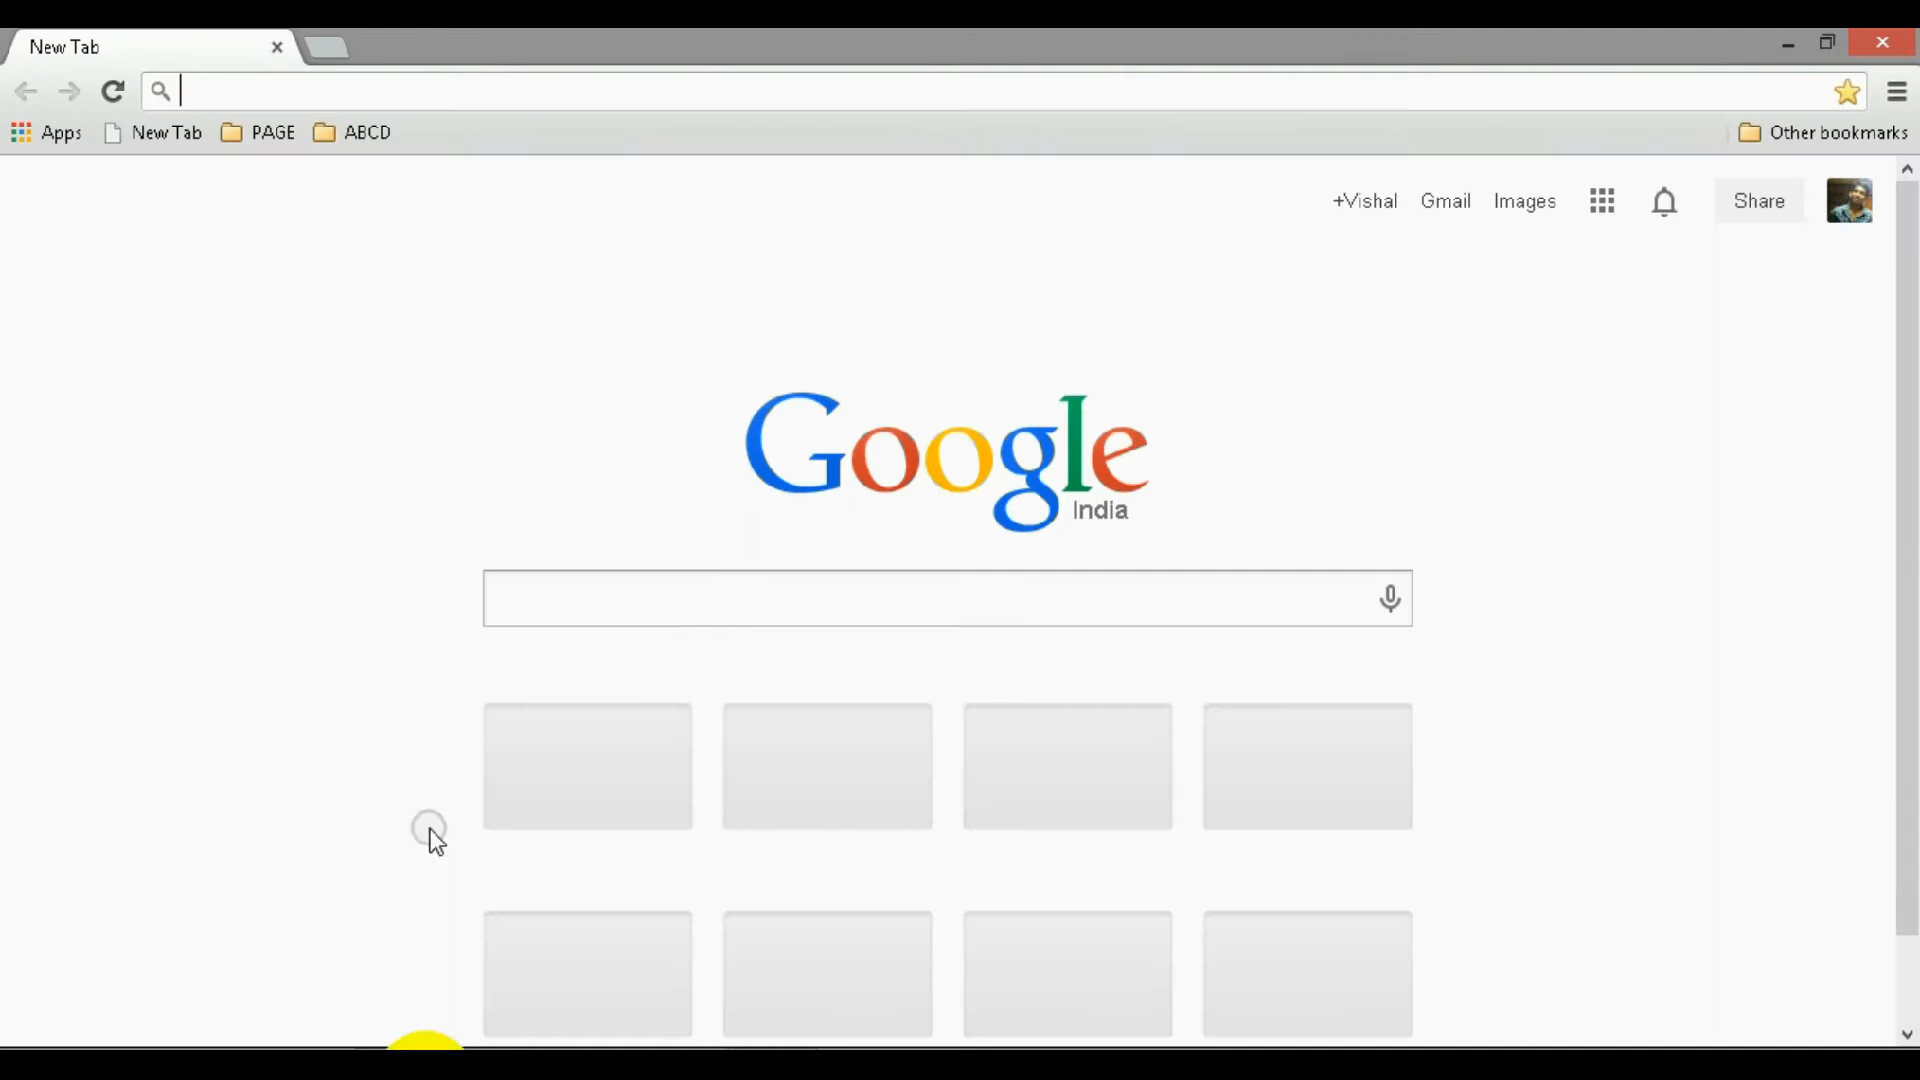 New Tab
Apps New Tab PAGE ABCD Other bookmarks
+Vishal Gmail Images Share
Google
India